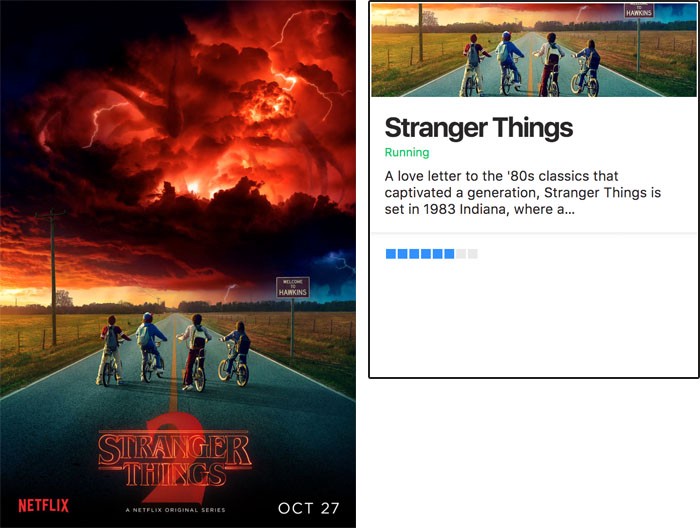 WELCOME
TO
HAWKINS
STRANGER
THINGS
2
NETFLIX
A NETFLIX ORIGINAL SERIES
OCT 27
HAWKINS
Stranger Things
Running
A love letter to the '80s classics that
captivated a generation, Stranger Things is
set in 1983 Indiana, where a...